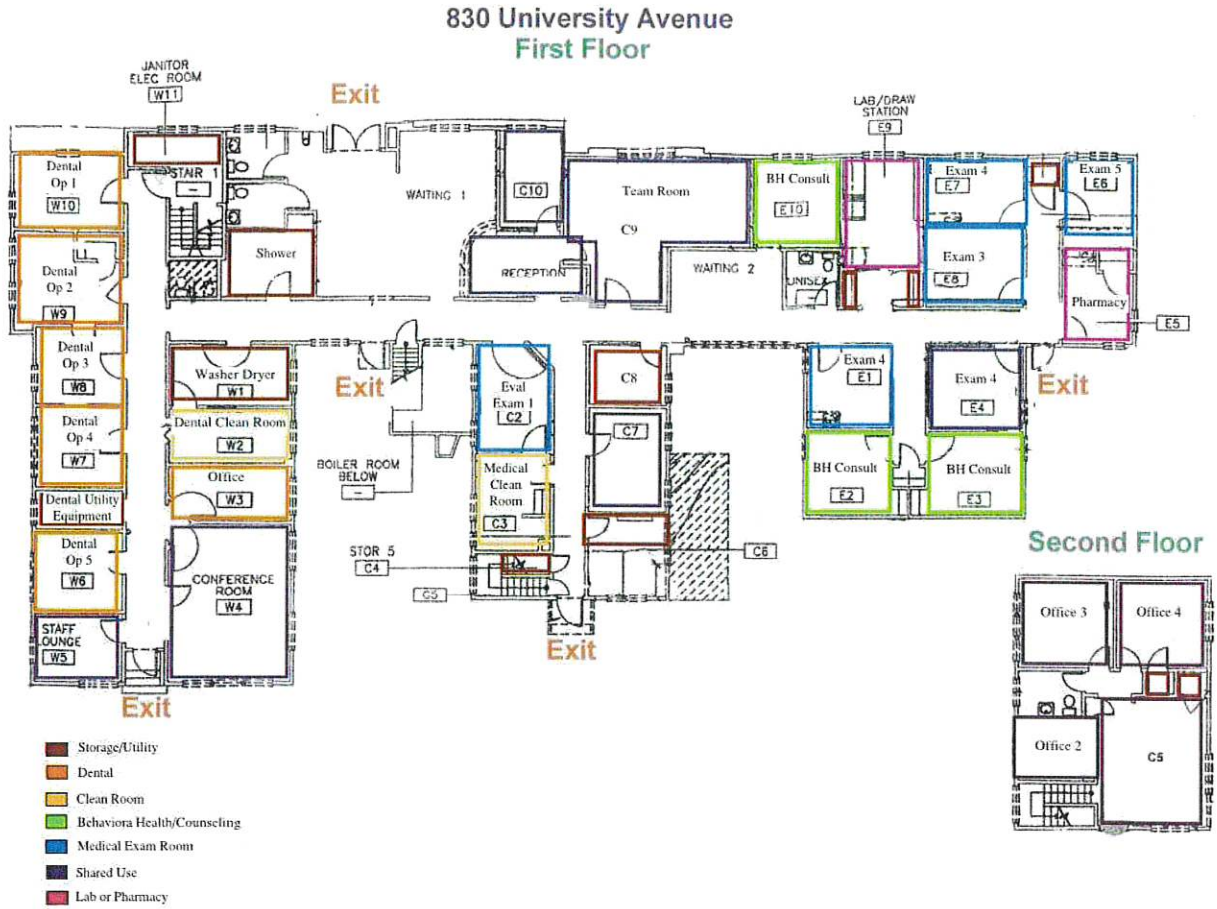 830 University Avenue
First Floor
JANITOR
ELEC ROOM
W11
Exit
LAB/DRAW
STATION
E9
Dental
Op 1
W10
STAIR 1
WAITING 1
C10
Team Room
C9
BH Consult
E10
Exam 4
E7
Exam 5
E6
Dental
Op 2
W9
Shower
RECEPTION
WAITING 2
UNISEX
Exam 3
E8
Pharmacy
E5
Dental
Op 3
W8
Washer Dryer
W1
Exit
Eval
Exam 1
C2
C8
Exam 4
E1
Exam 4
E4
Exit
Dental
Op 4
W7
Dental Clean Room
W2
C7
BOILER ROOM
BELOW
Medical
Clean
Room
C3
BH Consult
E2
BH Consult
E3
Office
W3
Dental Utility
Equipment
Dental
Op 5
W6
CONFERENCE
ROOM
W4
STOR 5
C4
C6
Second Floor
STAFF
OUNGE
W5
Exit
Exit
Office 3
Office 4
Office 2
C5
Storage/Utility
Dental
Clean Room
Behaviora Health/Counseling
Medical Exam Room
Shared Use
Lab or Pharmacy